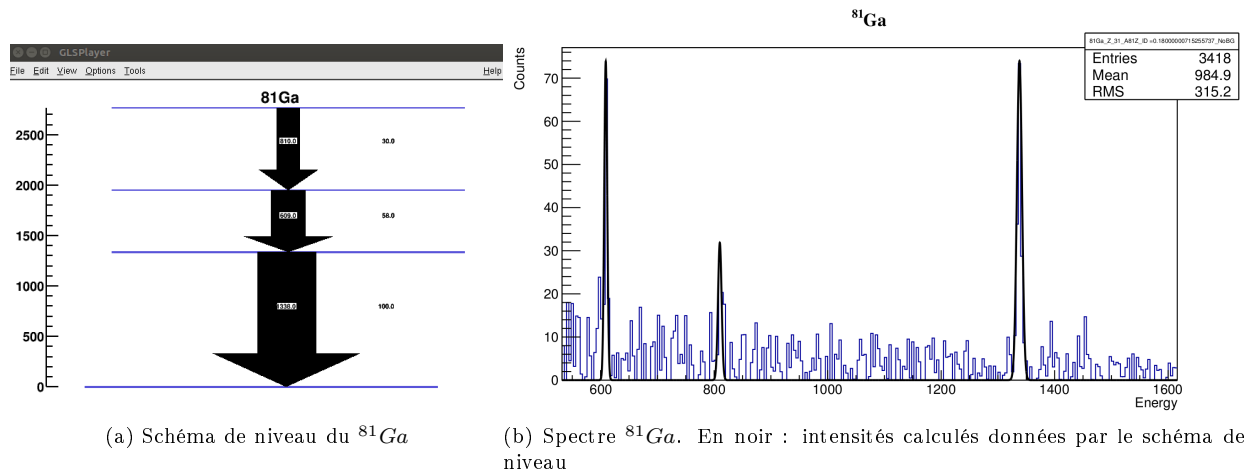 GLSPlayer
File Edit View Options Tools Help
81Ga
2500
2000
1500
1000
500
0
810.0
30.0
609.0
58.0
1338.0
100.0
(a) Schéma de niveau du ⁸¹Ga
⁸¹Ga
81Ga_Z_31_A81Z_ID =0.18000000715255737_NoBG
Entries 3418
Mean 984.9
RMS 315.2
Counts
70
60
50
40
30
20
10
0
600 800 1000 1200 1400 1600
Energy
(b) Spectre ⁸¹Ga. En noir : intensités calculés données par le schéma de
niveau